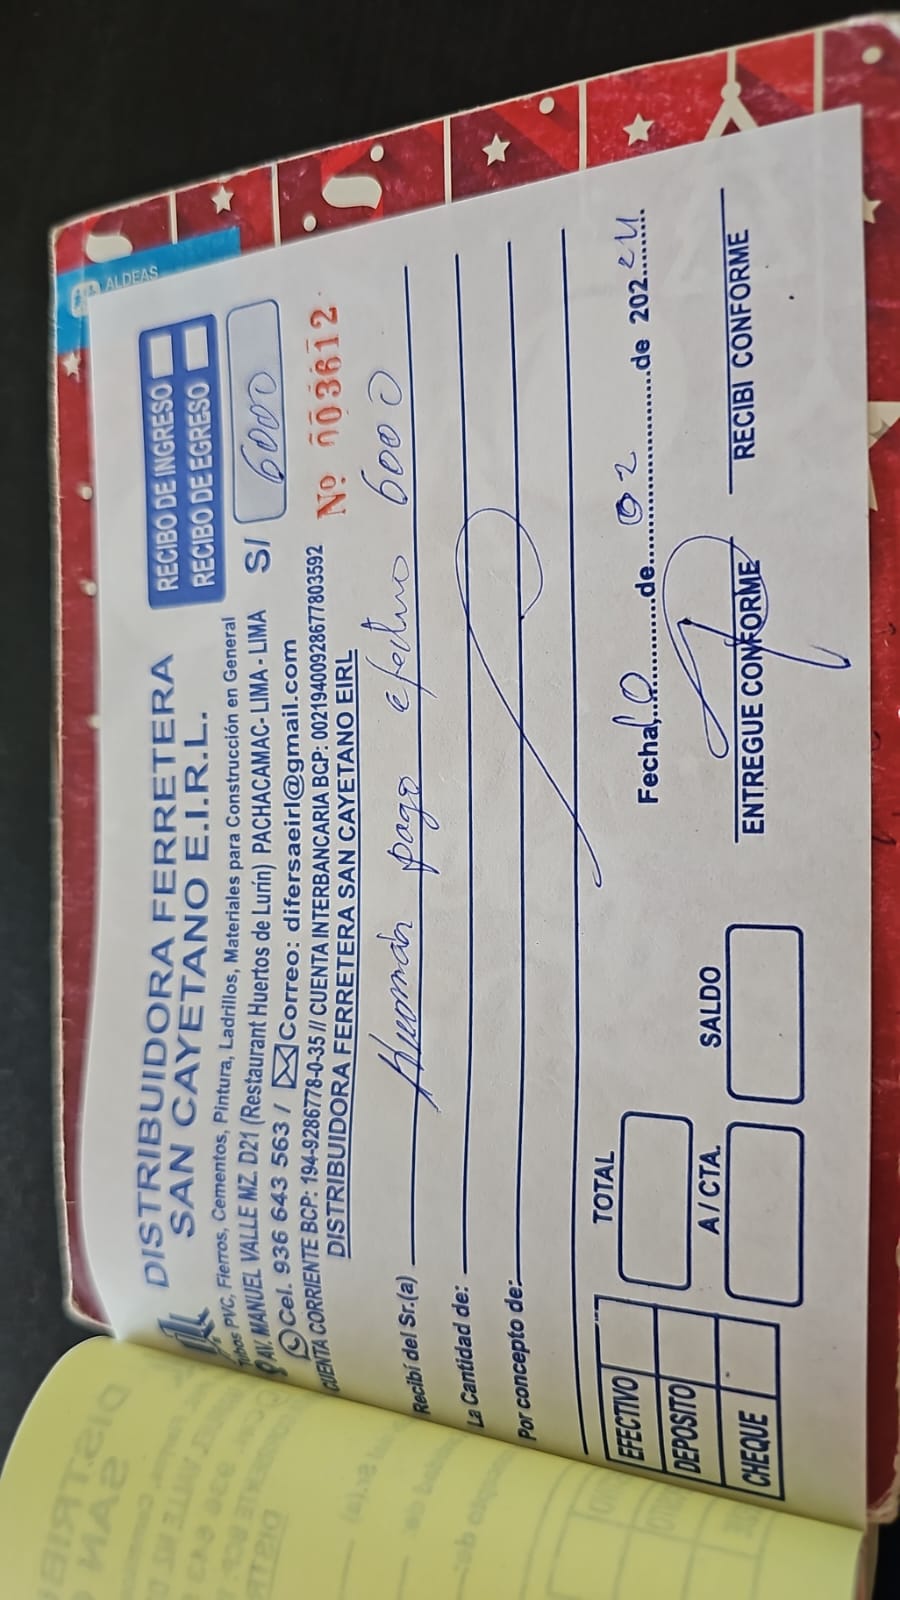 ALDEAS
DISTRIBUIDORA FERRETERA
SAN CAYETANO E.I.R.L.
RECIBO DE INGRESO
RECIBO DE EGRESO
Tubos PVC, Fierros, Cementos, Pintura, Ladrillos, Materiales para Construcción en General
AV. MANUEL VALLE MZ. D21 (Restaurant Huertos de Lurín) PACHACAMAC- LIMA - LIMA
S/ 6000
Cel. 936 643 563 / Correo: difersaeirl@gmail.com
CUENTA CORRIENTE BCP: 194-9286778-0-35 // CUENTA INTERBANCARIA BCP: 00219400928677803592
Nº 003612
DISTRIBUIDORA FERRETERA SAN CAYETANO EIRL
Recibí del Sr.(a) Huamán pago efectivo 6000
La Cantidad de:
Por concepto de:
Fecha, 10 de 02 de 2024
EFECTIVO
DEPOSITO
CHEQUE
TOTAL
A / CTA.
SALDO
ENTREGUE CONFORME
RECIBI CONFORME